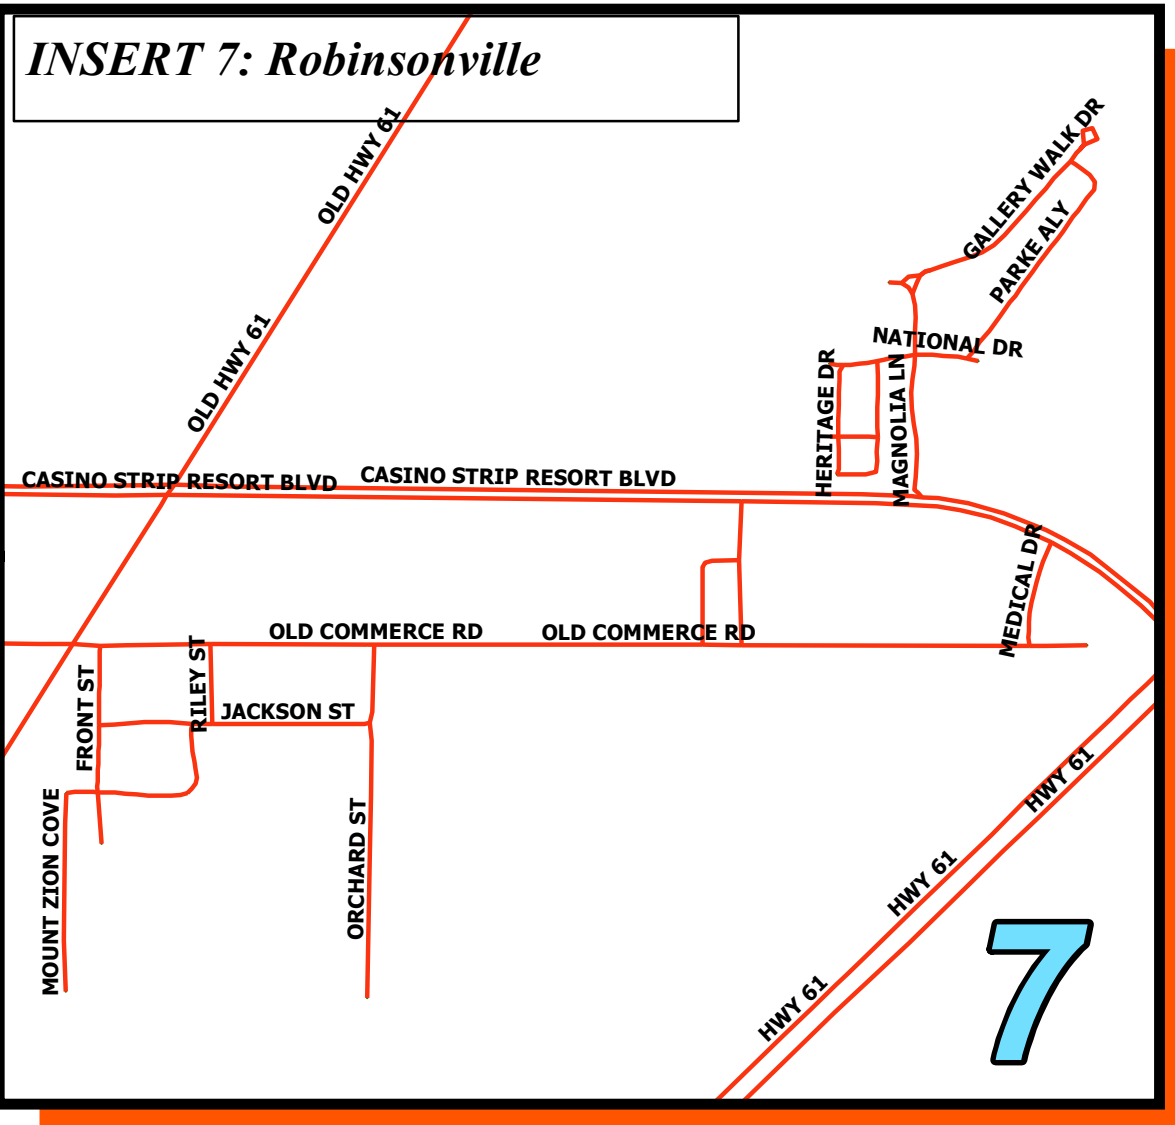 INSERT 7: Robinsonville
OLD HWY 61
GALLERY WALK DR
PARKE ALY
OLD HWY 61
NATIONAL DR
HERITAGE DR
MAGNOLIA LN
CASINO STRIP RESORT BLVD
CASINO STRIP RESORT BLVD
MEDICAL DR
OLD COMMERCE RD
OLD COMMERCE RD
RILEY ST
FRONT ST
JACKSON ST
HWY 61
MOUNT ZION COVE
ORCHARD ST
HWY 61
HWY 61
7